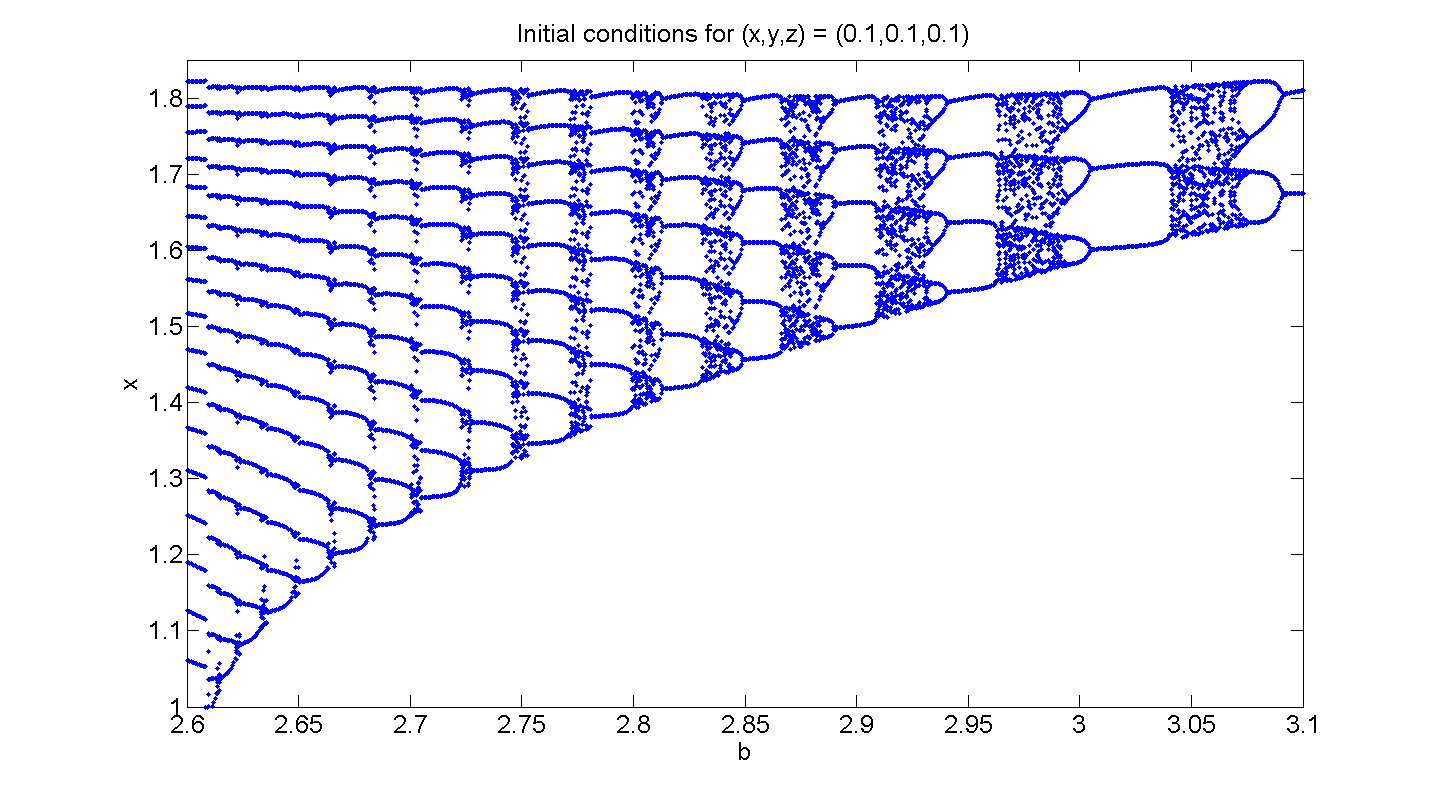 Initial conditions for (x,y,z) = (0.1,0.1,0.1)
1.8
1.7
1.6
1.5
x
1.4
1.3
1.2
1.1
1
2.6 2.65 2.7 2.75 2.8 2.85 2.9 2.95 3 3.05 3.1
b